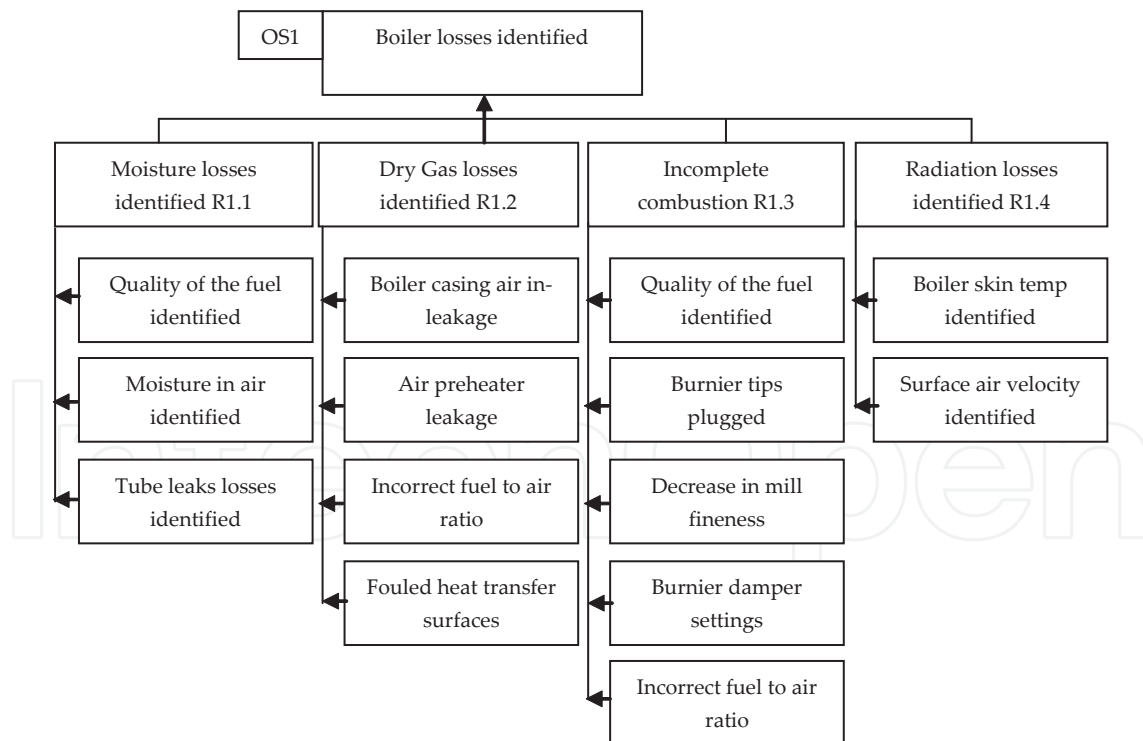 OS1
Boiler losses identified
Moisture losses
identified R1.1
Dry Gas losses
identified R1.2
Incomplete
combustion R1.3
Radiation losses
identified R1.4
Quality of the fuel
identified
Moisture in air
identified
Tube leaks losses
identified
Boiler casing air in-
leakage
Air preheater
leakage
Incorrect fuel to air
ratio
Fouled heat transfer
surfaces
Quality of the fuel
identified
Burnier tips
plugged
Decrease in mill
fineness
Burnier damper
settings
Incorrect fuel to air
ratio
Boiler skin temp
identified
Surface air velocity
identified
IntechOpen